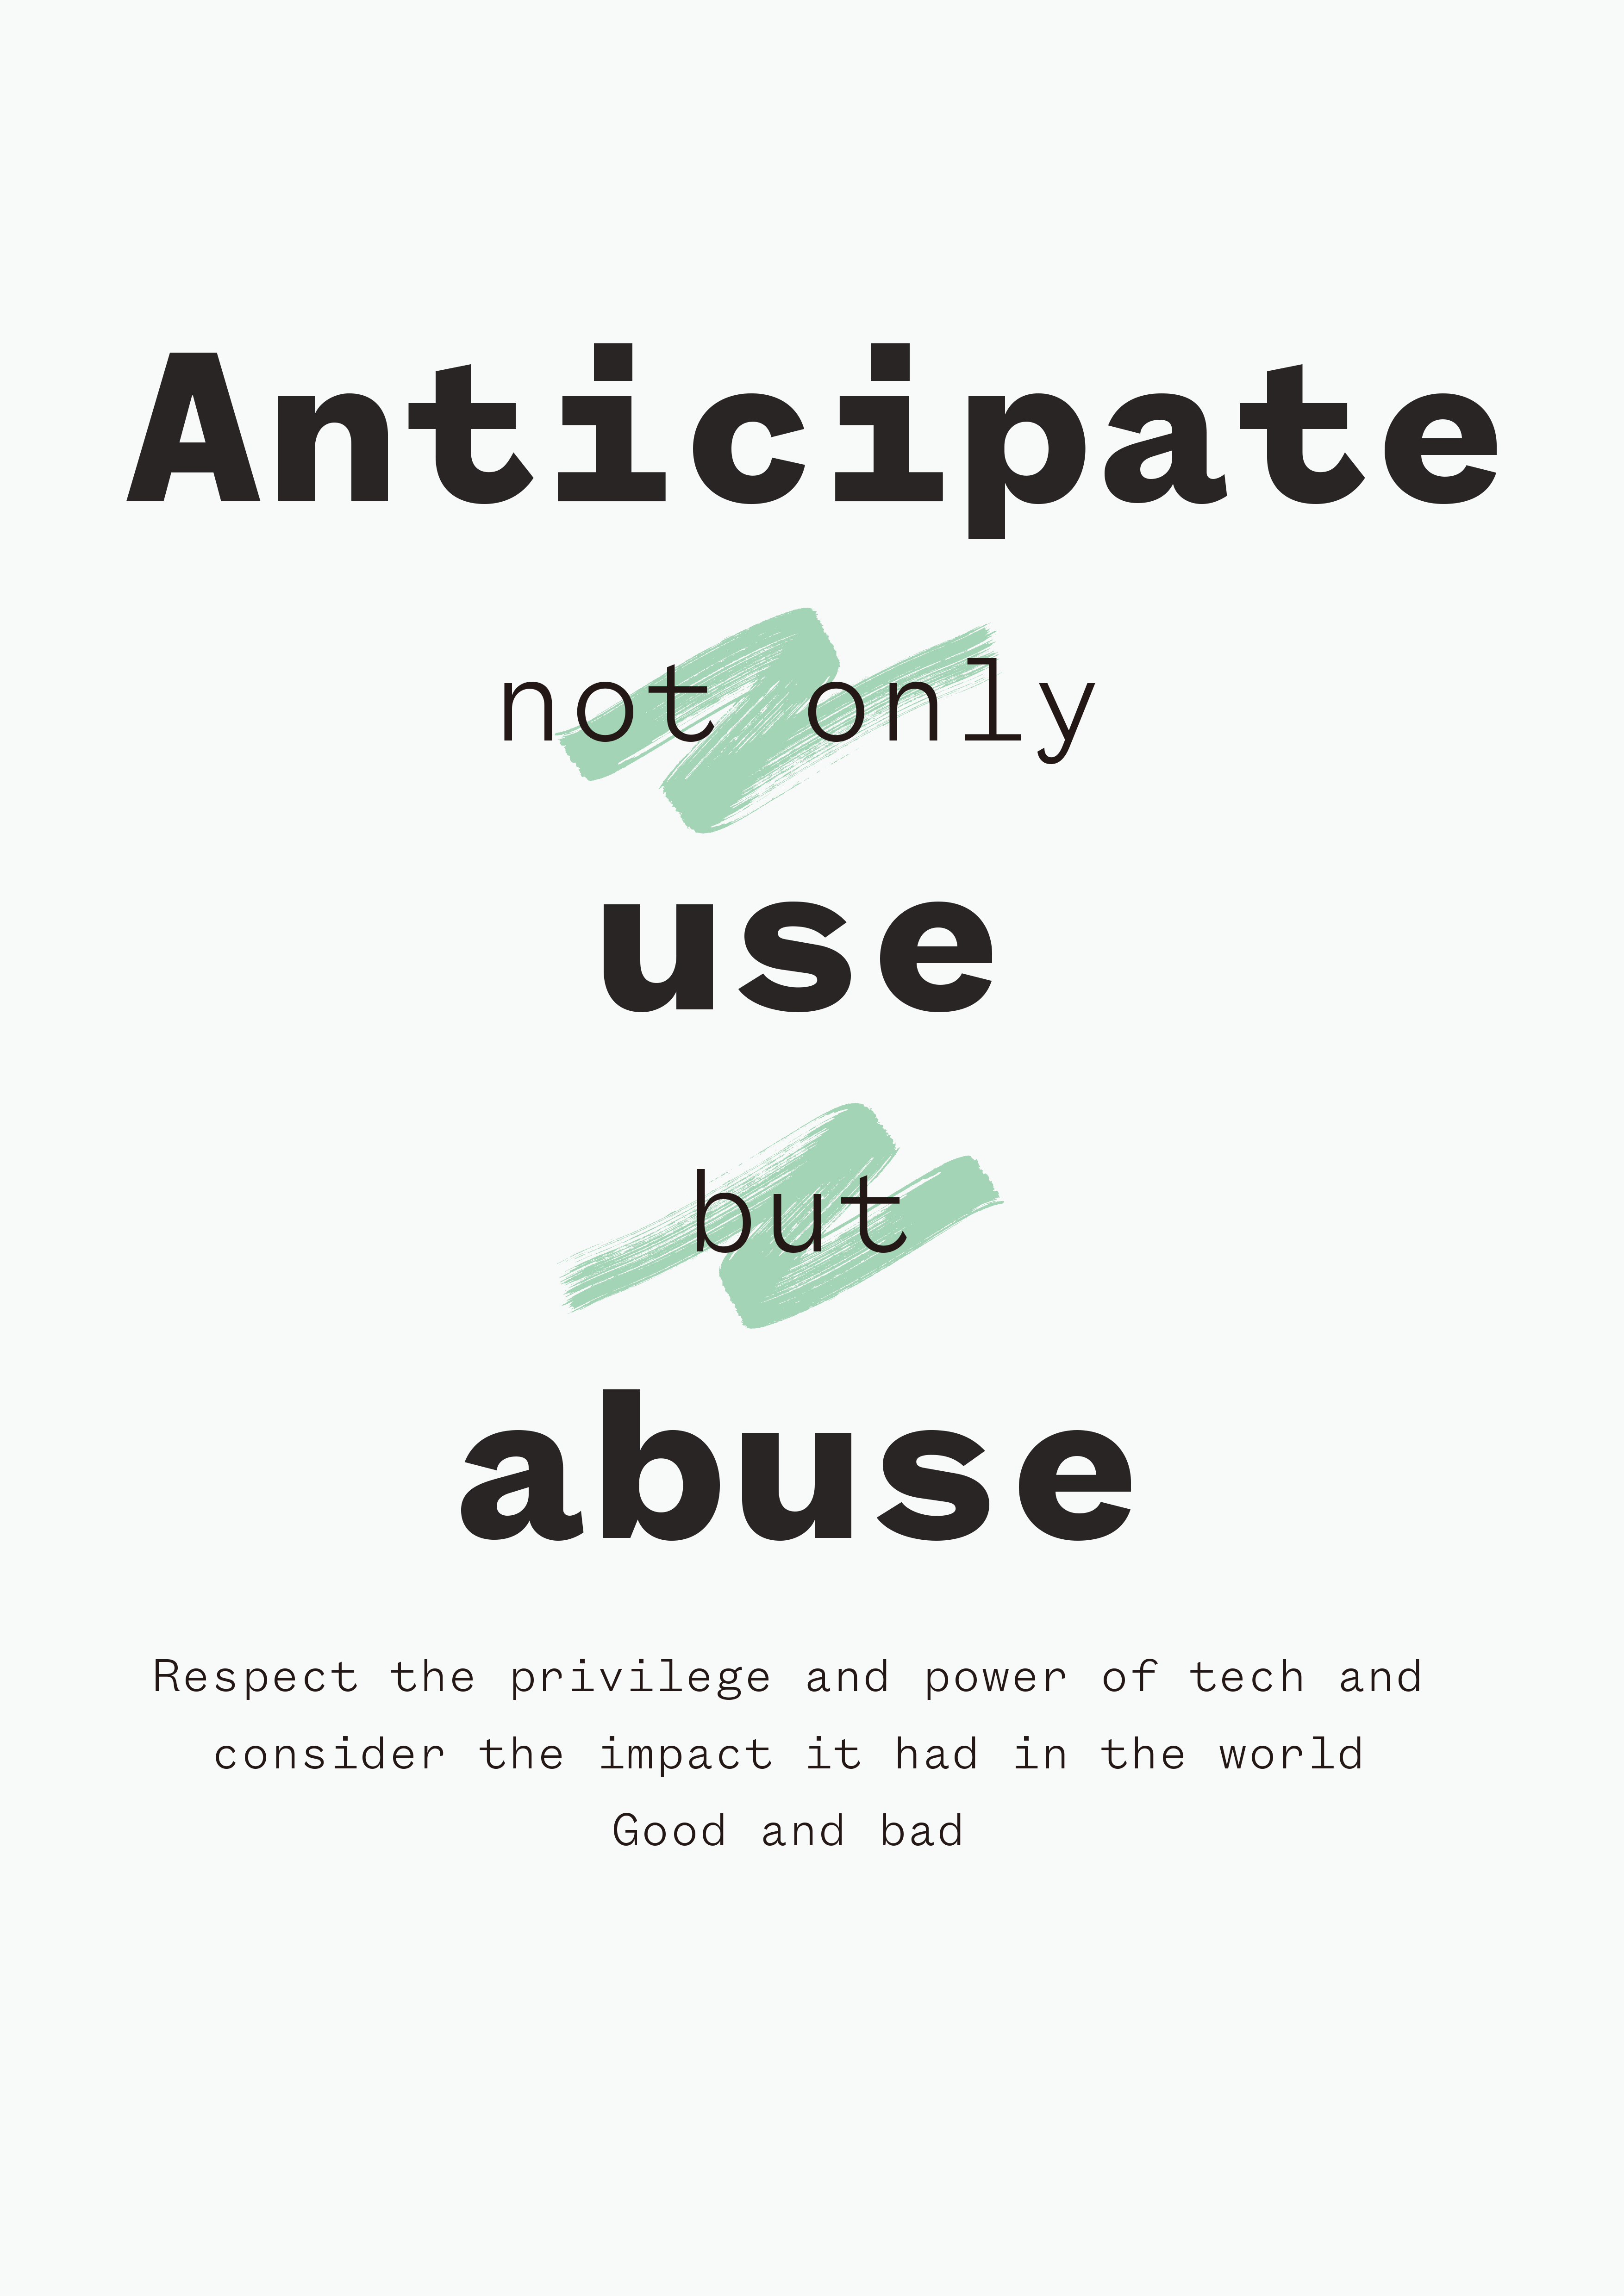 Anticipate
not only
use
but
abuse
Respect the privilege and power of tech and
consider the impact it had in the world
Good and bad